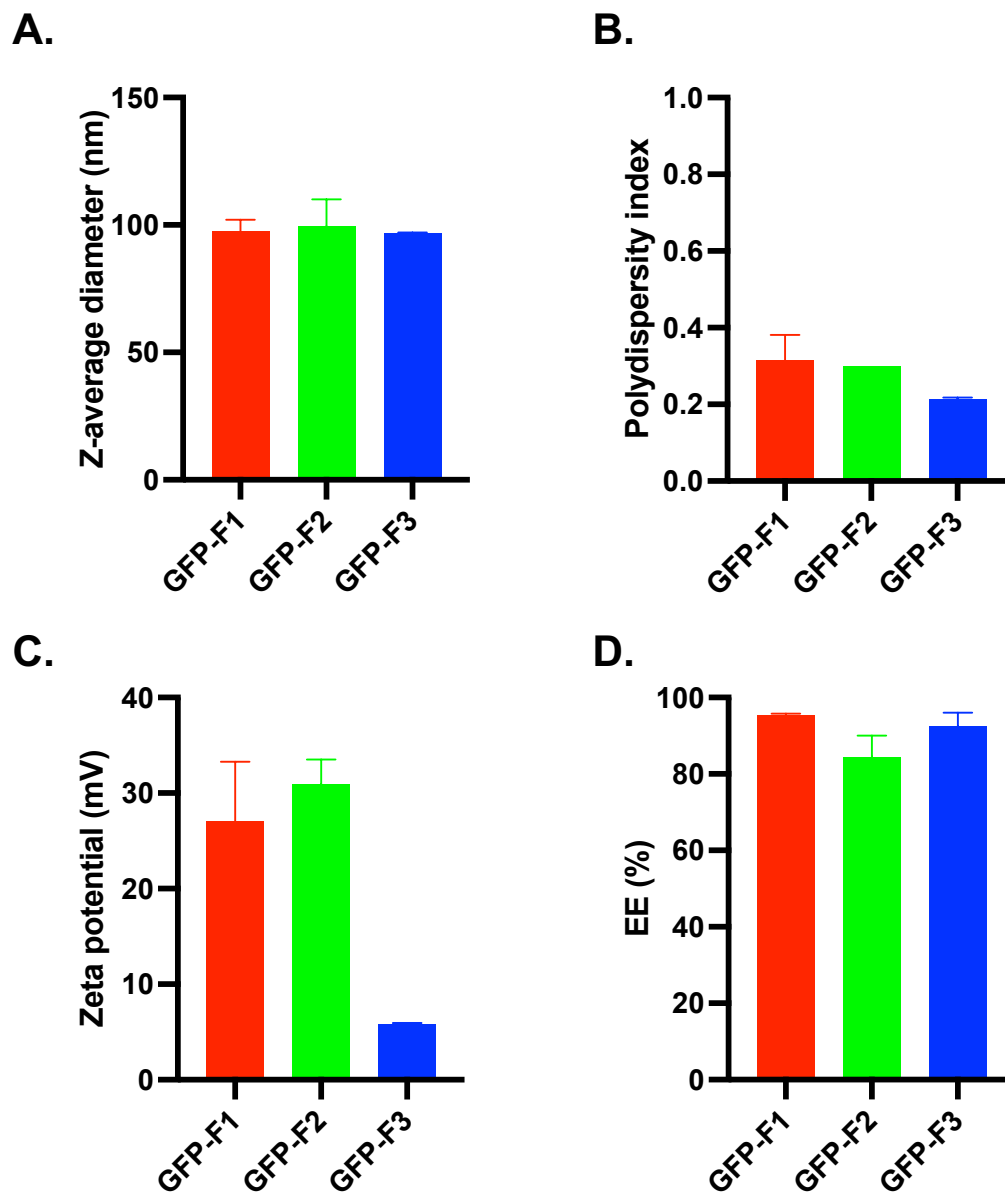 A.
Z-average diameter (nm)
150
100
50
0
GFP-F1
GFP-F2
GFP-F3
B.
Polydispersity index
1.0
0.8
0.6
0.4
0.2
0.0
GFP-F1
GFP-F2
GFP-F3
C.
Zeta potential (mV)
40
30
20
10
0
GFP-F1
GFP-F2
GFP-F3
D.
EE (%)
100
80
60
40
20
0
GFP-F1
GFP-F2
GFP-F3